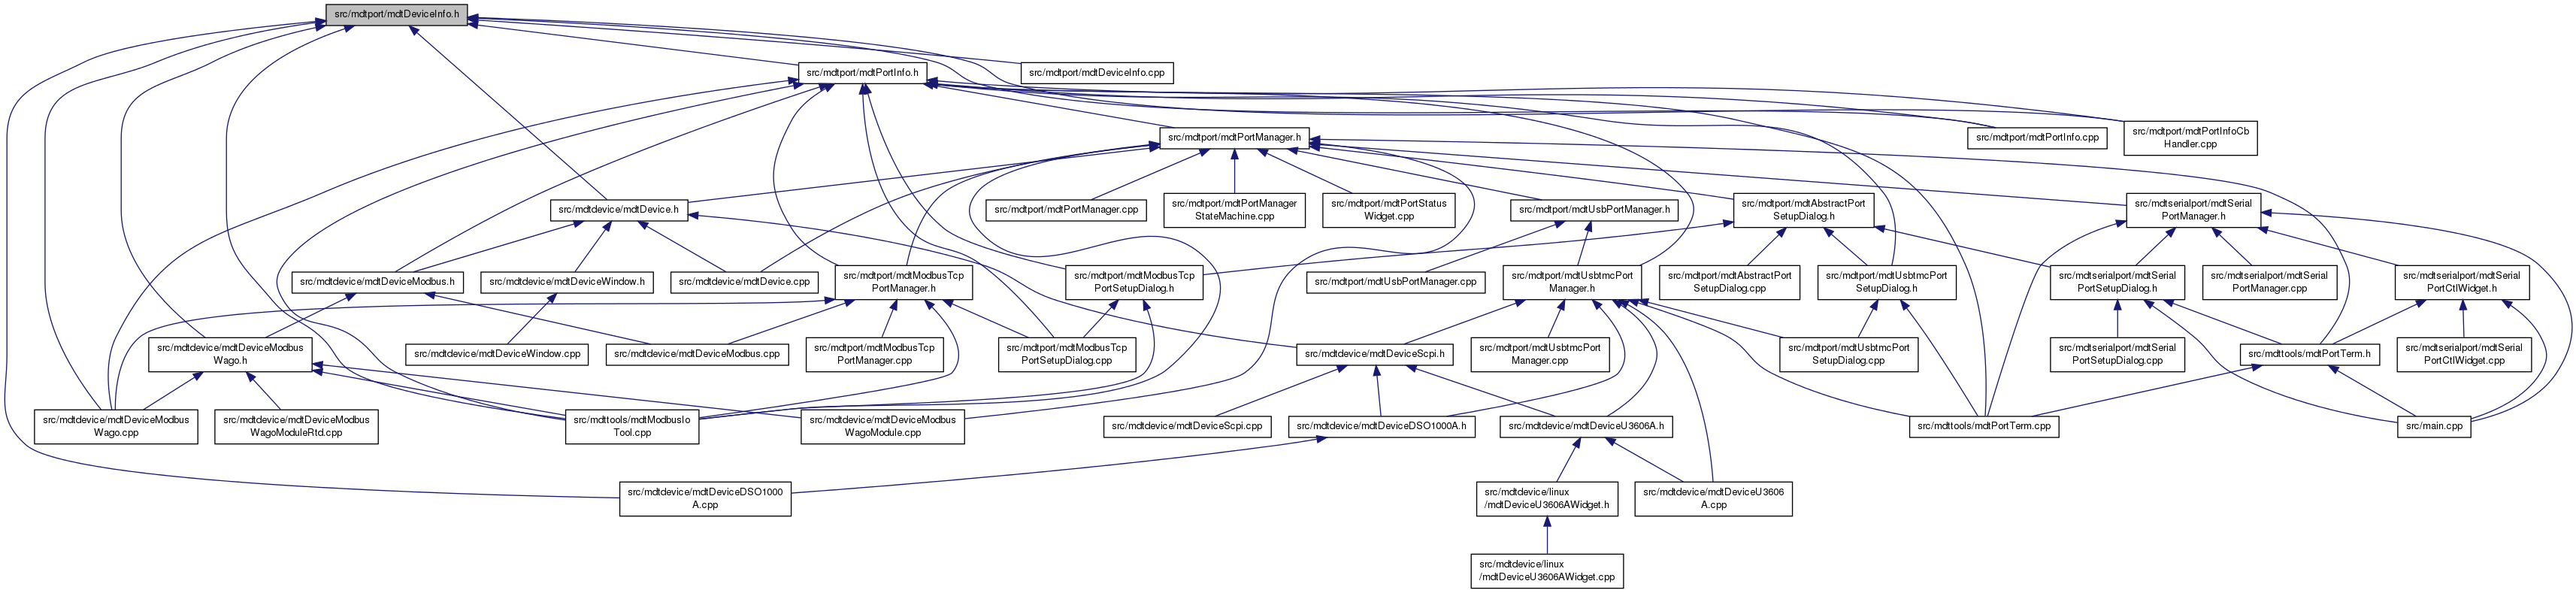 src/mdtport/mdtDeviceInfo.h
src/mdtport/mdtPortInfo.h
src/mdtport/mdtDeviceInfo.cpp
src/mdtport/mdtPortManager.h
src/mdtport/mdtPortInfo.cpp
src/mdtport/mdtPortInfoCb
Handler.cpp
src/mdtdevice/mdtDevice.h
src/mdtport/mdtPortManager.cpp
src/mdtport/mdtPortManager
StateMachine.cpp
src/mdtport/mdtPortStatus
Widget.cpp
src/mdtport/mdtUsbPortManager.h
src/mdtport/mdtAbstractPort
SetupDialog.h
src/mdtserialport/mdtSerial
PortManager.h
src/mdtdevice/mdtDeviceModbus.h
src/mdtdevice/mdtDeviceWindow.h
src/mdtdevice/mdtDevice.cpp
src/mdtport/mdtModbusTcp
PortManager.h
src/mdtport/mdtModbusTcp
PortSetupDialog.h
src/mdtport/mdtUsbPortManager.cpp
src/mdtport/mdtUsbtmcPort
Manager.h
src/mdtport/mdtAbstractPort
SetupDialog.cpp
src/mdtport/mdtUsbtmcPort
SetupDialog.h
src/mdtserialport/mdtSerial
PortSetupDialog.h
src/mdtserialport/mdtSerial
PortManager.cpp
src/mdtserialport/mdtSerial
PortCtlWidget.h
src/mdtdevice/mdtDeviceModbus
Wago.h
src/mdtdevice/mdtDeviceWindow.cpp
src/mdtdevice/mdtDeviceModbus.cpp
src/mdtport/mdtModbusTcp
PortManager.cpp
src/mdtport/mdtModbusTcp
PortSetupDialog.cpp
src/mdtdevice/mdtDeviceScpi.h
src/mdtport/mdtUsbtmcPort
Manager.cpp
src/mdtport/mdtUsbtmcPort
SetupDialog.cpp
src/mdtserialport/mdtSerial
PortSetupDialog.cpp
src/mdttools/mdtPortTerm.h
src/mdtserialport/mdtSerial
PortCtlWidget.cpp
src/mdtdevice/mdtDeviceModbus
Wago.cpp
src/mdtdevice/mdtDeviceModbus
WagoModuleRtd.cpp
src/mdttools/mdtModbusIo
Tool.cpp
src/mdtdevice/mdtDeviceModbus
WagoModule.cpp
src/mdtdevice/mdtDeviceScpi.cpp
src/mdtdevice/mdtDeviceDSO1000A.h
src/mdtdevice/mdtDeviceU3606A.h
src/mdttools/mdtPortTerm.cpp
src/main.cpp
src/mdtdevice/mdtDeviceDSO1000
A.cpp
src/mdtdevice/linux
/mdtDeviceU3606AWidget.h
src/mdtdevice/mdtDeviceU3606
A.cpp
src/mdtdevice/linux
/mdtDeviceU3606AWidget.cpp